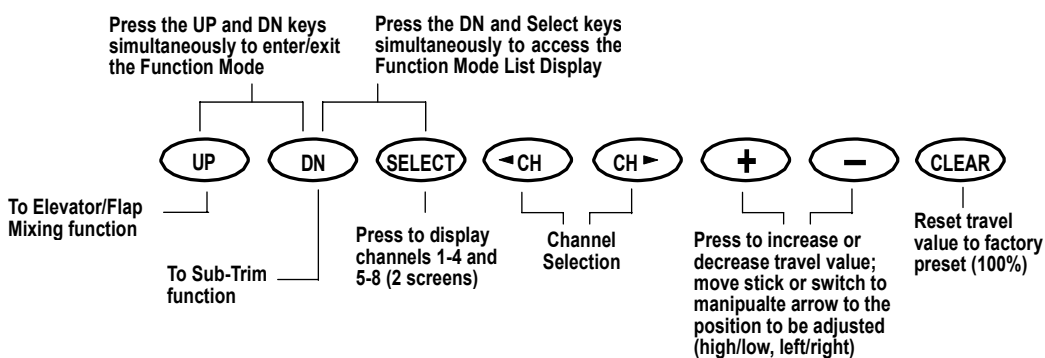 Press the UP and DN keys
simultaneously to enter/exit
the Function Mode
Press the DN and Select keys
simultaneously to access the
Function Mode List Display
UP
DN
SELECT
◄CH
CH►
+
−
CLEAR
To Elevator/Flap
Mixing function
To Sub-Trim
function
Press to display
channels 1-4 and
5-8 (2 screens)
Channel
Selection
Press to increase or
decrease travel value;
move stick or switch to
manipualte arrow to the
position to be adjusted
(high/low, left/right)
Reset travel
value to factory
preset (100%)